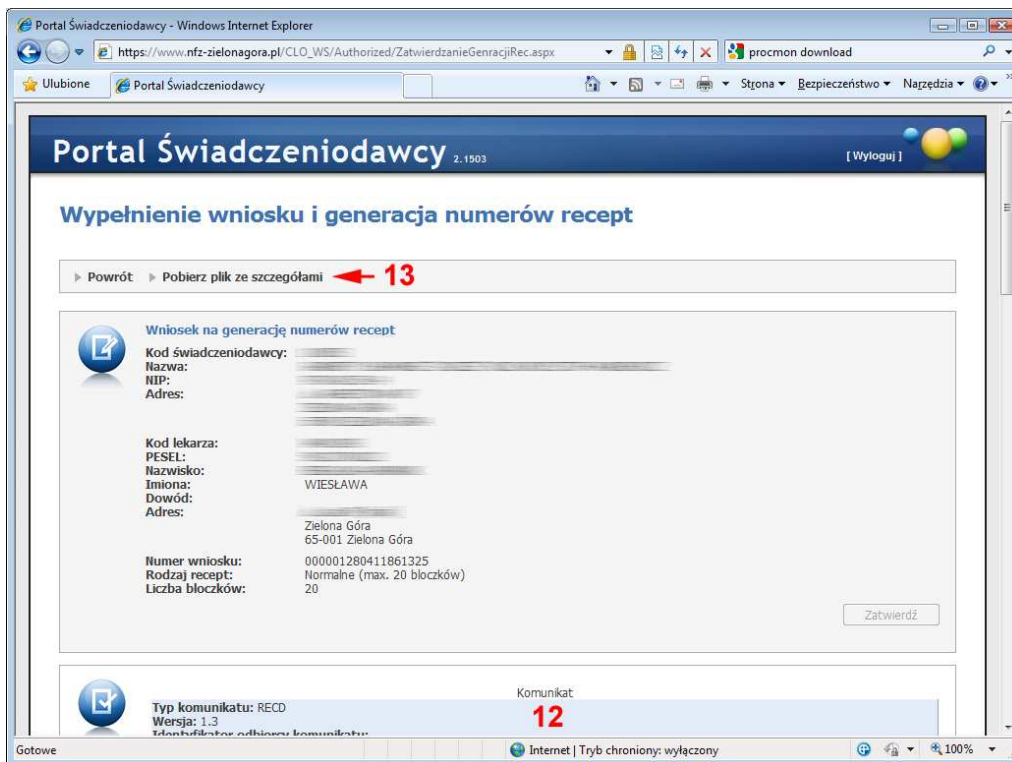 Portal Świadczeniodawcy - Windows Internet Explorer
https://www.nfz-zielonagora.pl/CLO_WS/Authorized/ZatwierdzanieGenracjiRec.aspx
procmon download
Ulubione
Portal Świadczeniodawcy
Strona
Bezpieczeństwo
Narzędzia
Portal Świadczeniodawcy 2.1503
[ Wyloguj ]
Wypełnienie wniosku i generacja numerów recept
Powrót
Pobierz plik ze szczegółami
13
Wniosek na generację numerów recept
Kod świadczeniodawcy:
Nazwa:
NIP:
Adres:
Kod lekarza:
PESEL:
Nazwisko:
Imiona: WIESŁAWA
Dowód:
Adres:
Zielona Góra
65-001 Zielona Góra
Numer wniosku: 000001280411861325
Rodzaj recept: Normalne (max. 20 bloczków)
Liczba bloczków: 20
Zatwierdź
Komunikat
Typ komunikatu: RECD
12
Wersja: 1.3
Identyfikator odbiorcy komunikatu:
Gotowe
Internet | Tryb chroniony: wyłączony
100%